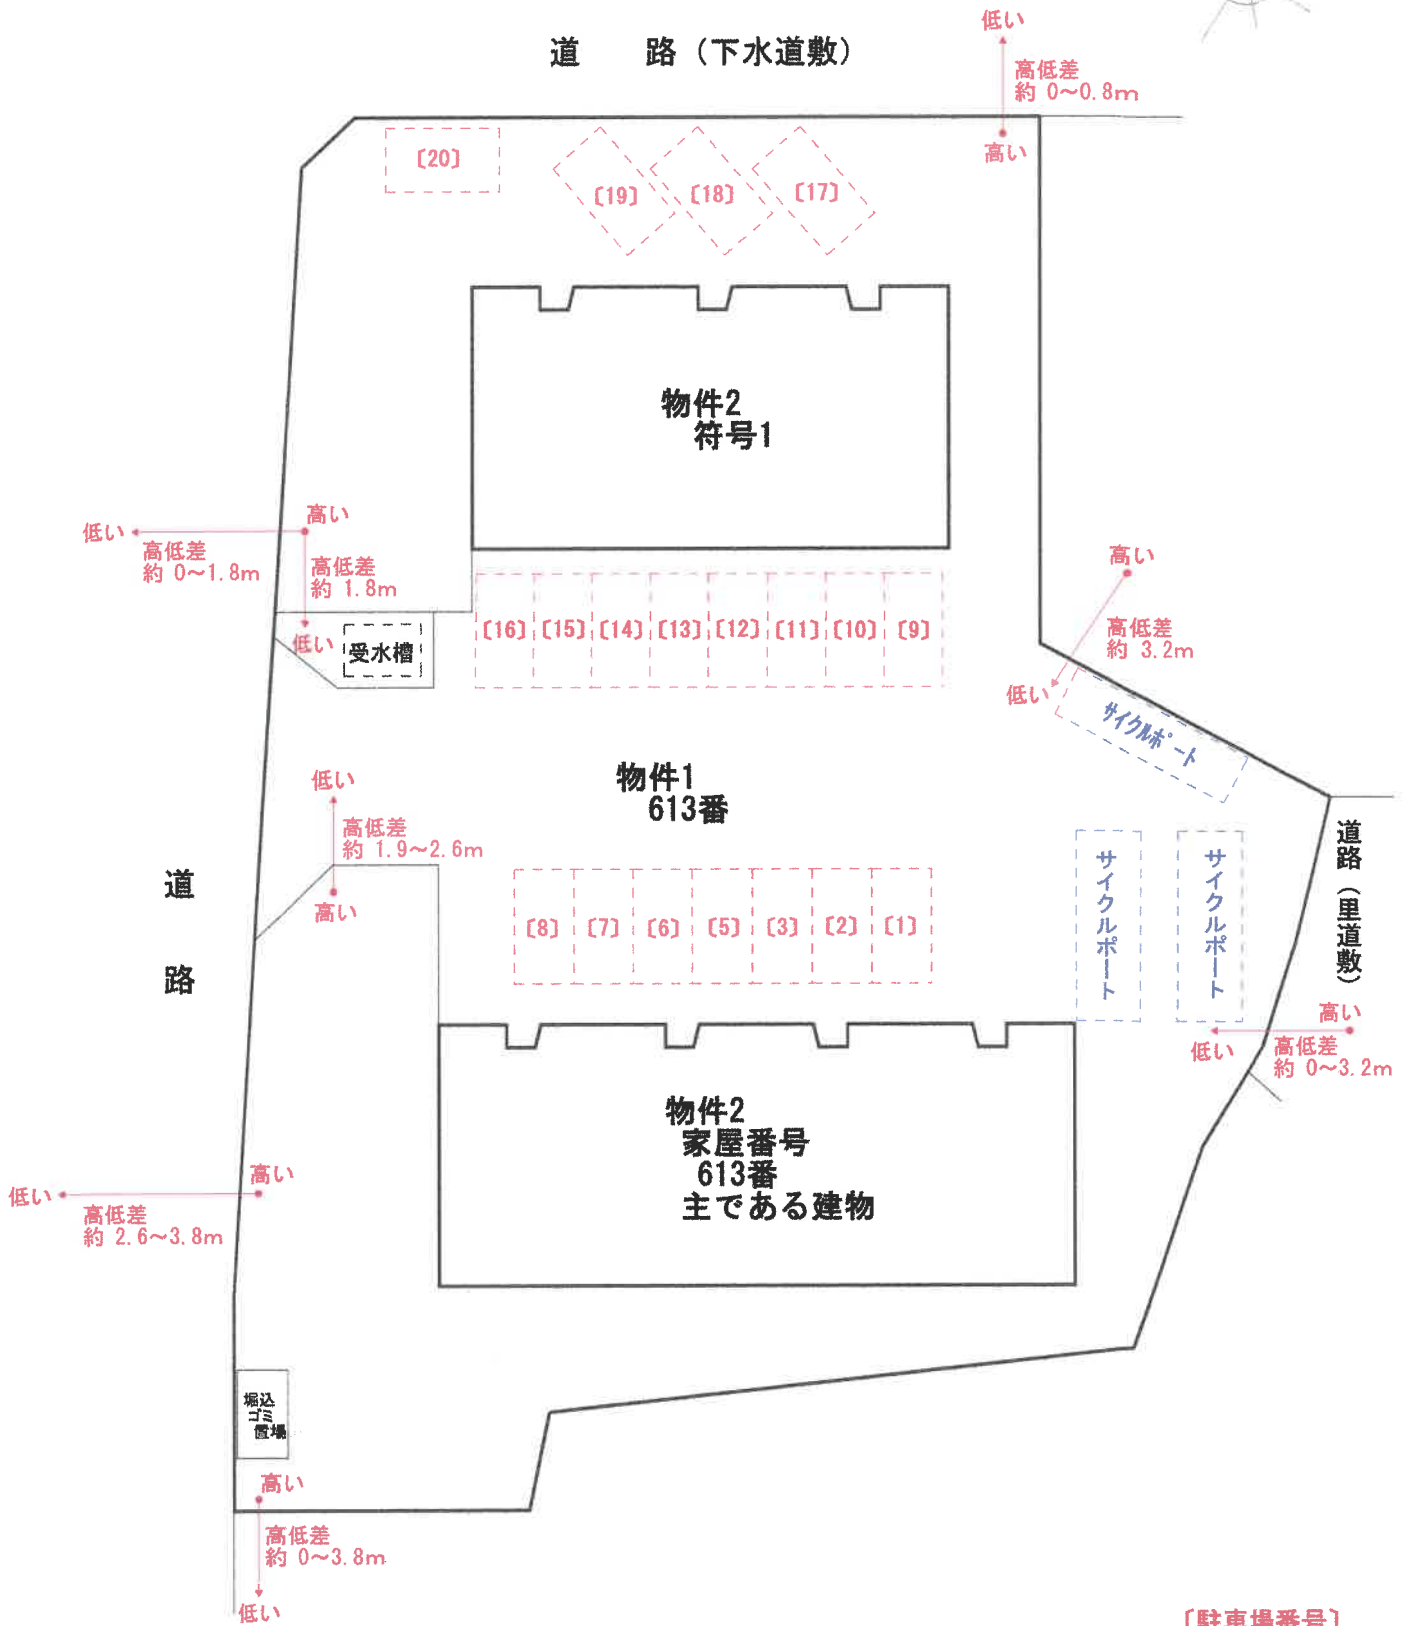 道　　路（下水道敷）
低い
高低差
約 0～0.8m
高い
〔20〕
〔19〕
〔18〕
〔17〕
物件2
符号1
低い
高い
高低差
約 0～1.8m
高低差
約 1.8m
低い
受水槽
〔16〕
〔15〕
〔14〕
〔13〕
〔12〕
〔11〕
〔10〕
〔9〕
高い
高低差
約 3.2m
低い
サイクルポート
物件1
613番
低い
高低差
約 1.9～2.6m
高い
道　路
〔8〕
〔7〕
〔6〕
〔5〕
〔3〕
〔2〕
〔1〕
サイクルポート
サイクルポート
道路（里道敷）
高い
低い
高低差
約 0～3.2m
物件2
家屋番号
613番
主である建物
高い
低い
高低差
約 2.6～3.8m
堀込
ゴミ
置場
高い
高低差
約 0～3.8m
低い
〔駐車場番号〕